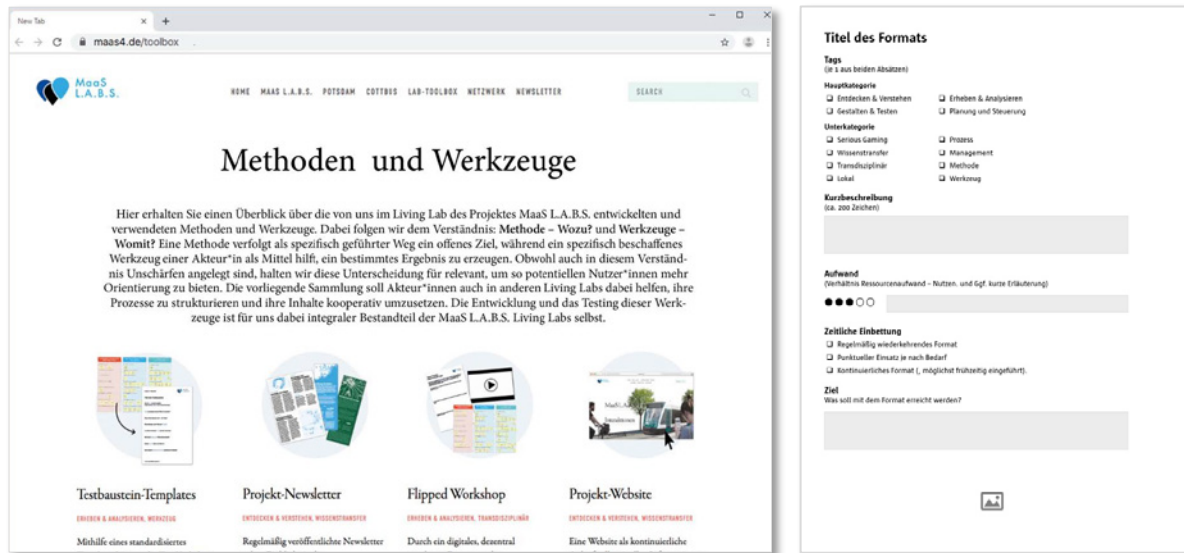 New Tab
maas4.de/toolbox
MaaS
L.A.B.S.
HOME MAAS L.A.B.S. POTSDAM COTTBUS LAB-TOOLBOX NETZWERK NEWSLETTER
SEARCH
Methoden und Werkzeuge
Hier erhalten Sie einen Überblick über die von uns im Living Lab des Projektes MaaS L.A.B.S. entwickelten und
verwendeten Methoden und Werkzeuge. Dabei folgen wir dem Verständnis: Methode – Wozu? und Werkzeuge –
Womit? Eine Methode verfolgt als spezifisch geführter Weg ein offenes Ziel, während ein spezifisch beschaffenes
Werkzeug einer Akteur*in als Mittel hilft, ein bestimmtes Ergebnis zu erzeugen. Obwohl auch in diesem Verständ-
nis Unschärfen angelegt sind, halten wir diese Unterscheidung für relevant, um so potentiellen Nutzer*innen mehr
Orientierung zu bieten. Die vorliegende Sammlung soll Akteur*innen auch in anderen Living Labs dabei helfen, ihre
Prozesse zu strukturieren und ihre Inhalte kooperativ umzusetzen. Die Entwicklung und das Testing dieser Werk-
zeuge ist für uns dabei integraler Bestandteil der MaaS L.A.B.S. Living Labs selbst.
Testbaustein-Templates
ERHEBEN & ANALYSIEREN, WERKZEUG
Mithilfe eines standardisiertes
Projekt-Newsletter
ENTDECKEN & VERSTEHEN, WISSENSTRANSFER
Regelmäßig veröffentlichte Newsletter
Flipped Workshop
ERHEBEN & ANALYSIEREN, TRANSDISZIPLINÄR
Durch ein digitales, dezentral
Projekt-Website
ENTDECKEN & VERSTEHEN, WISSENSTRANSFER
Eine Website als kontinuierliche
Titel des Formats
Tags
(je 1 aus beiden Absätzen)
Hauptkategorie
Entdecken & Verstehen Erheben & Analysieren
Gestalten & Testen Planung und Steuerung
Unterkategorie
Serious Gaming Prozess
Wissenstransfer Management
Transdisziplinär Methode
Lokal Werkzeug
Kurzbeschreibung
(ca. 200 Zeichen)
Aufwand
(Verhältnis Ressourcenaufwand – Nutzen. und Ggf. kurze Erläuterung)
Zeitliche Einbettung
Regelmäßig wiederkehrendes Format
Punktueller Einsatz je nach Bedarf
Kontinuierliches Format (, möglichst frühzeitig eingeführt).
Ziel
Was soll mit dem Format erreicht werden?